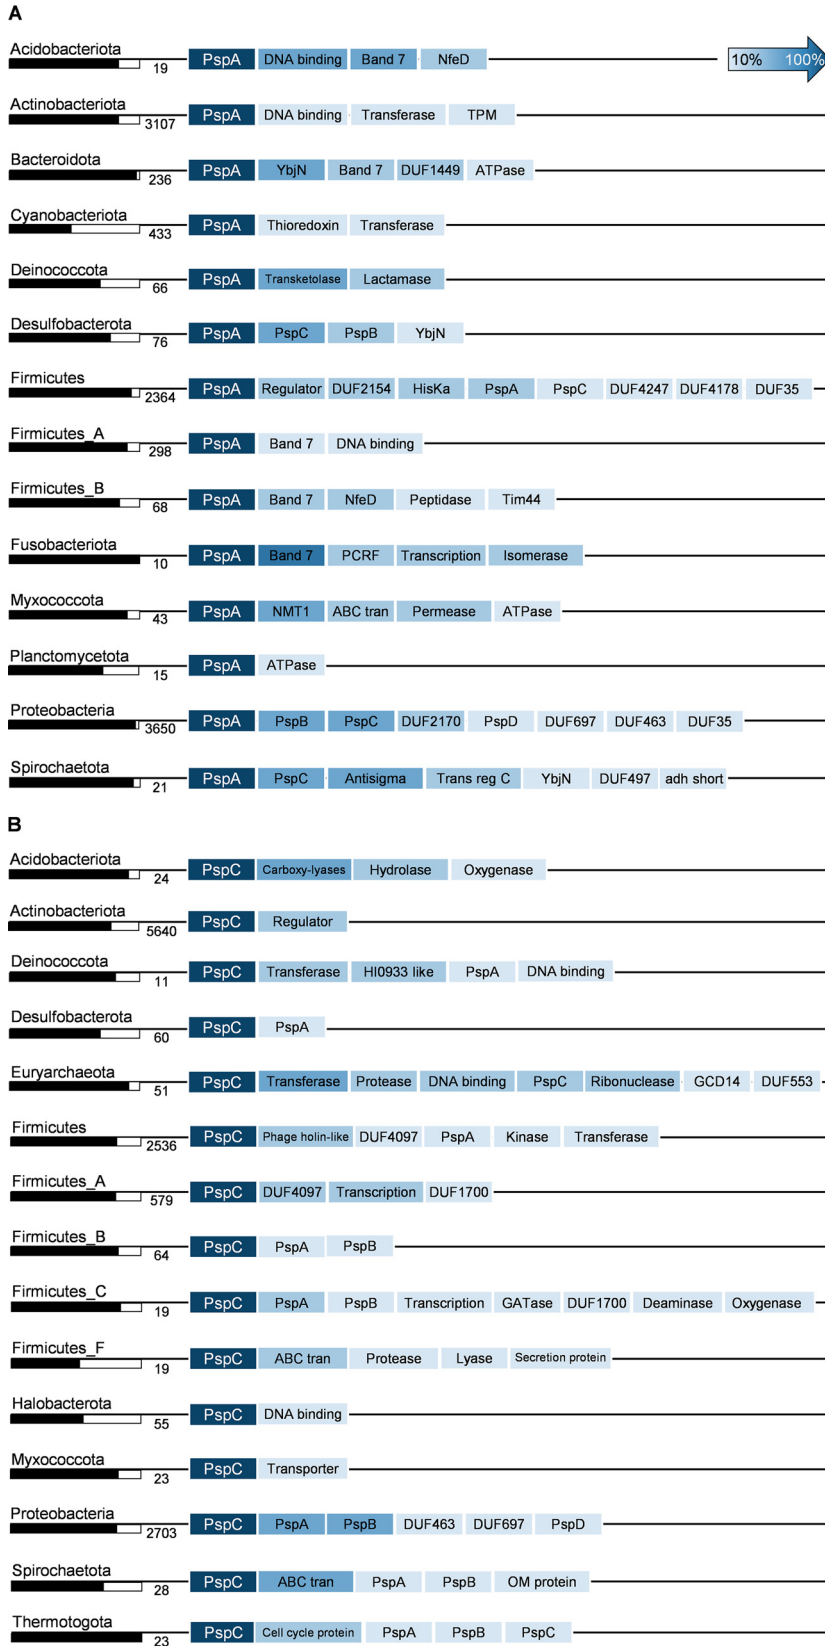 A
Acidobacteriota
19 PspA DNA binding Band 7 NfeD 10% 100%
Actinobacteriota
3107 PspA DNA binding Transferase TPM
Bacteroidota
236 PspA YbjN Band 7 DUF1449 ATPase
Cyanobacteriota
433 PspA Thioredoxin Transferase
Deinococcota
66 PspA Transketolase Lactamase
Desulfobacterota
76 PspA PspC PspB YbjN
Firmicutes
2364 PspA Regulator DUF2154 HisKa PspA PspC DUF4247 DUF4178 DUF35
Firmicutes_A
298 PspA Band 7 DNA binding
Firmicutes_B
68 PspA Band 7 NfeD Peptidase Tim44
Fusobacteriota
10 PspA Band 7 PCRF Transcription Isomerase
Myxococcota
43 PspA NMT1 ABC tran Permease ATPase
Planctomycetota
15 PspA ATPase
Proteobacteria
3650 PspA PspB PspC DUF2170 PspD DUF697 DUF463 DUF35
Spirochaetota
21 PspA PspC Antisigma Trans reg C YbjN DUF497 adh short
B
Acidobacteriota
24 PspC Carboxy-lyases Hydrolase Oxygenase
Actinobacteriota
5640 PspC Regulator
Deinococcota
11 PspC Transferase HI0933 like PspA DNA binding
Desulfobacterota
60 PspC PspA
Euryarchaeota
51 PspC Transferase Protease DNA binding PspC Ribonuclease GCD14 DUF553
Firmicutes
2536 PspC Phage holin-like DUF4097 PspA Kinase Transferase
Firmicutes_A
579 PspC DUF4097 Transcription DUF1700
Firmicutes_B
64 PspC PspA PspB
Firmicutes_C
19 PspC PspA PspB Transcription GATase DUF1700 Deaminase Oxygenase
Firmicutes_F
19 PspC ABC tran Protease Lyase Secretion protein
Halobacterota
55 PspC DNA binding
Myxococcota
23 PspC Transporter
Proteobacteria
2703 PspC PspA PspB DUF463 DUF697 PspD
Spirochaetota
28 PspC ABC tran PspA PspB OM protein
Thermotogota
23 PspC Cell cycle protein PspA PspB PspC